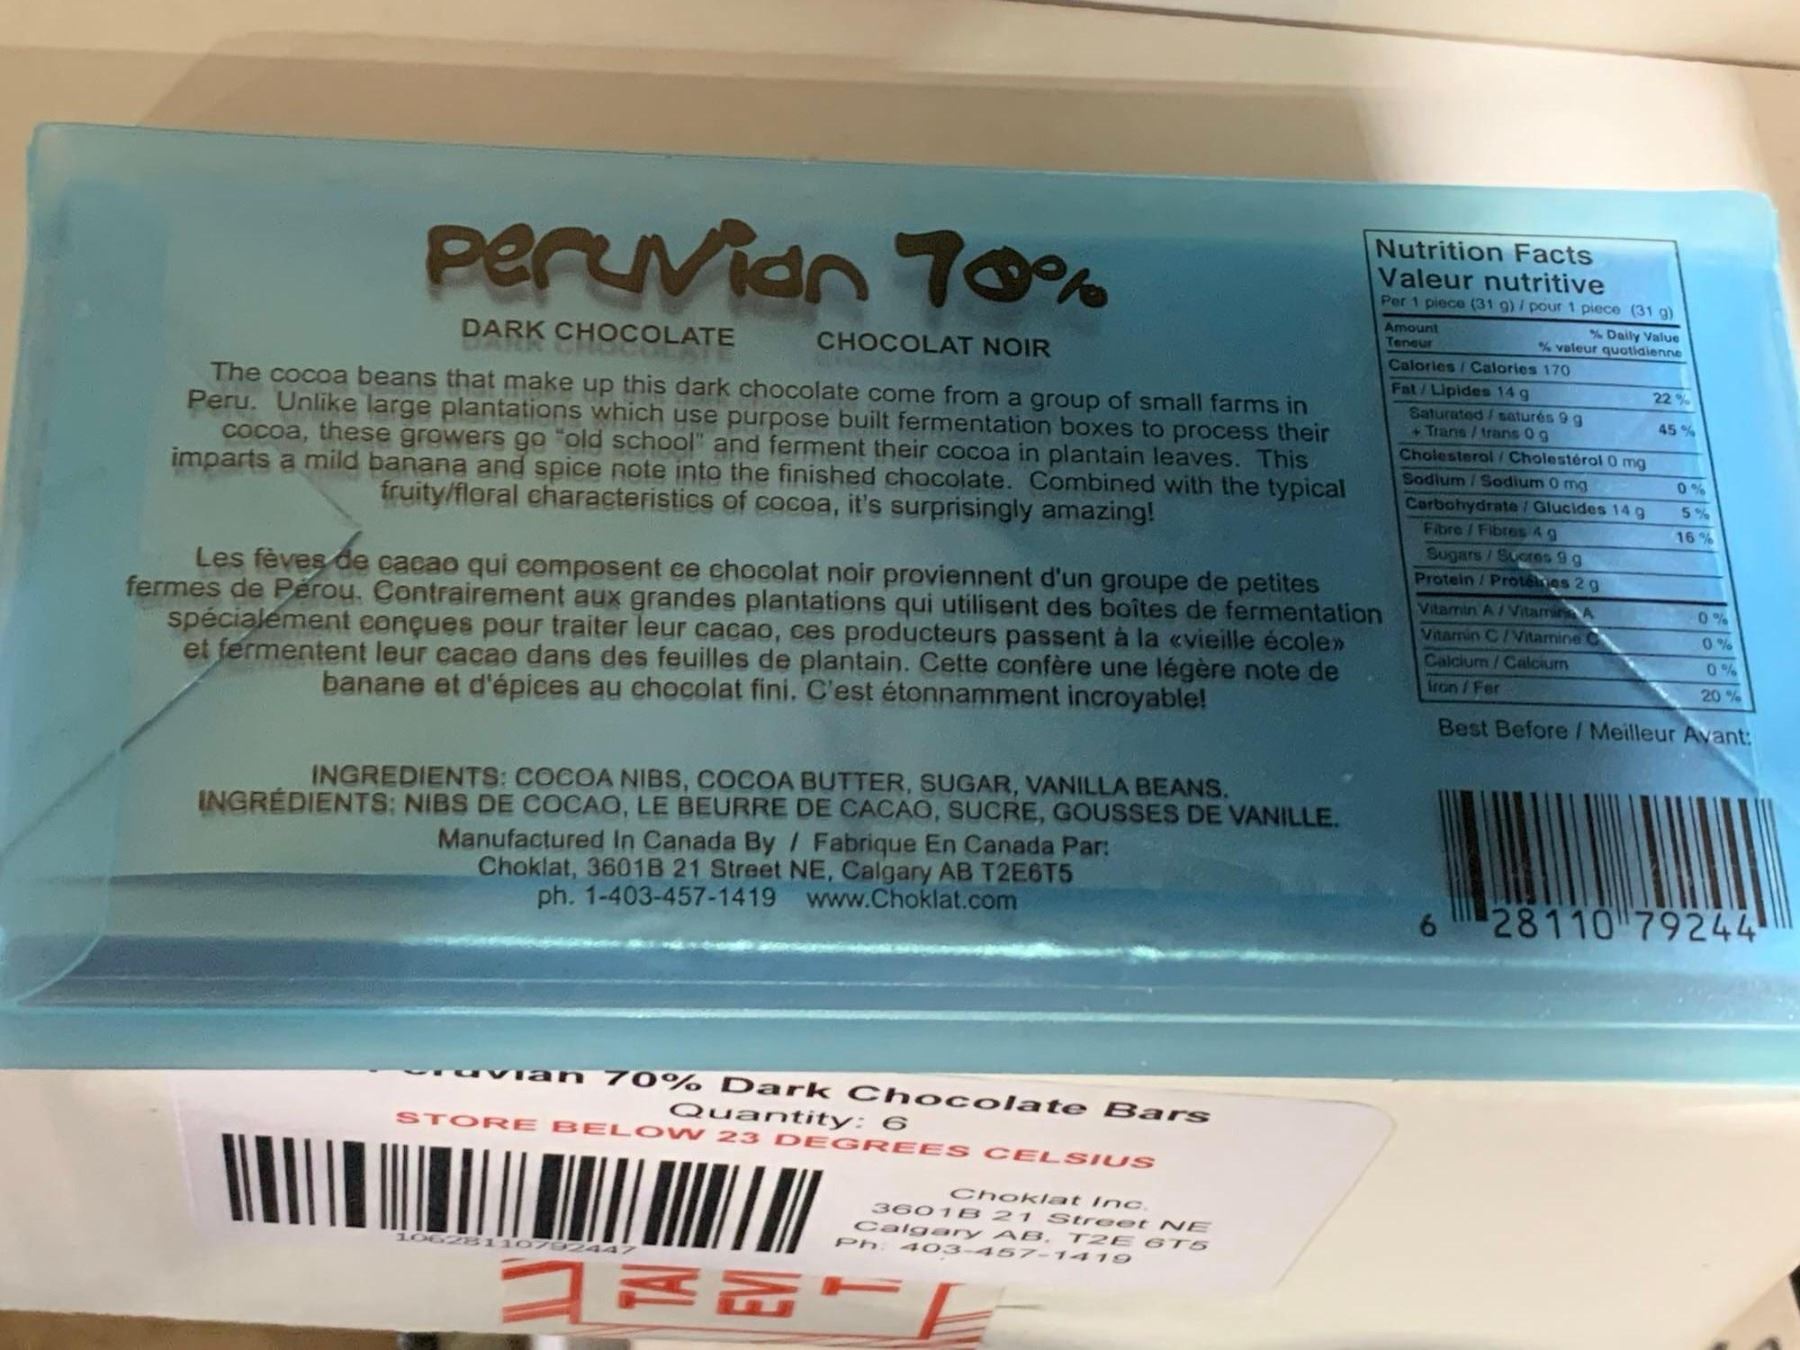 Peruvian 70%
DARK CHOCOLATE CHOCOLAT NOIR
The cocoa beans that make up this dark chocolate come from a group of small farms in
Peru. Unlike large plantations which use purpose built fermentation boxes to process their
cocoa, these growers go "old school" and ferment their cocoa in plantain leaves. This
imparts a mild banana and spice note into the finished chocolate. Combined with the typical
fruity/floral characteristics of cocoa, it's surprisingly amazing!
Les fèves de cacao qui composent ce chocolat noir proviennent d'un groupe de petites
fermes de Pérou. Contrairement aux grandes plantations qui utilisent des boîtes de fermentation
spécialement conçues pour traiter leur cacao, ces producteurs passent à la «vieille école»
et fermentent leur cacao dans des feuilles de plantain. Cette confère une légère note de
banane et d'épices au chocolat fini. C'est étonnamment incroyable!
INGREDIENTS: COCOA NIBS, COCOA BUTTER, SUGAR, VANILLA BEANS.
INGRÉDIENTS: NIBS DE COCAO, LE BEURRE DE CACAO, SUCRE, GOUSSES DE VANILLE.
Manufactured In Canada By / Fabrique En Canada Par:
Choklat, 3601B 21 Street NE, Calgary AB T2E6T5
ph. 1-403-457-1419 www.Choklat.com
Nutrition Facts
Valeur nutritive
Per 1 piece (31 g) / pour 1 piece (31 g)
Amount % Daily Value
Teneur % valeur quotidienne
Calories / Calories 170
Fat / Lipides 14 g 22 %
Saturated / saturés 9 g
+ Trans / trans 0 g 45 %
Cholesterol / Cholestérol 0 mg
Sodium / Sodium 0 mg 0 %
Carbohydrate / Glucides 14 g 5 %
Fibre / Fibres 4 g 16 %
Sugars / Sucres 9 g
Protein / Protéines 2 g
Vitamin A / Vitamine A 0 %
Vitamin C / Vitamine C 0 %
Calcium / Calcium 0 %
Iron / Fer 20 %
Best Before / Meilleur Avant:
6 28110 79244
Peruvian 70% Dark Chocolate Bars
Quantity: 6
STORE BELOW 23 DEGREES CELSIUS
10628110792447
Choklat Inc.
3601B 21 Street NE
Calgary AB. T2E 6T5
Ph: 403-457-1419